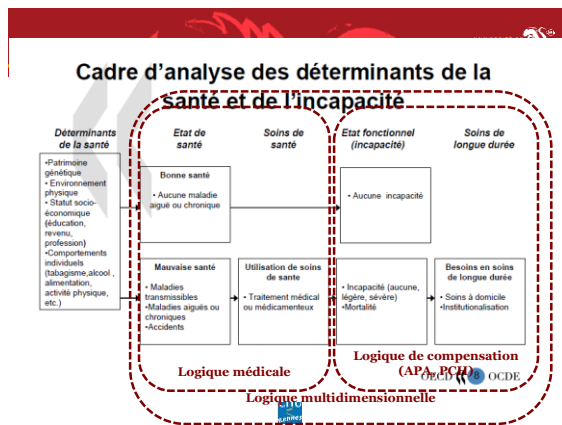 Cadre d'analyse des déterminants de la
santé et de l'incapacité
Déterminants
de la santé
Etat de
santé
Soins de
santé
Etat fonctionnel
(incapacité)
Soins de
longue durée
•Patrimoine
génétique
• Environnement
physique
• Statut socio-
économique
(éducation,
revenu,
profession)
•Comportements
individuels
(tabagisme,alcool ,
alimentation,
activité physique,
etc.)
Bonne santé
• Aucune maladie
aiguë ou chronique
• Aucune incapacité
Mauvaise santé
• Maladies
transmissibles
• Maladies aiguës ou
chroniques
• Accidents
Utilisation de soins
de sante
• Traitement médical
ou médicamenteux
• Incapacité (aucune,
légère, sévère)
•Mortalité
Besoins en soins
de longue durée
• Soins à domicile
•Institutionalisation
Logique médicale
Logique de compensation
(APA, PCH)
OECD 8 OCDE
Logique multidimensionnelle